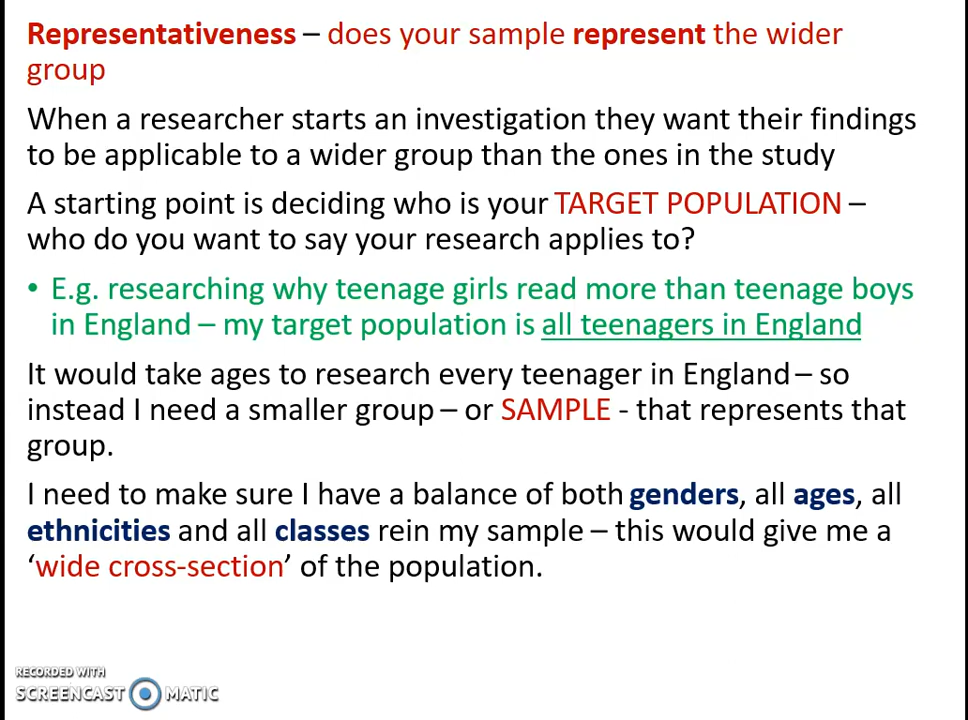 Representativeness – does your sample represent the wider
group
When a researcher starts an investigation they want their findings
to be applicable to a wider group than the ones in the study
A starting point is deciding who is your TARGET POPULATION –
who do you want to say your research applies to?
• E.g. researching why teenage girls read more than teenage boys
in England – my target population is all teenagers in England
It would take ages to research every teenager in England – so
instead I need a smaller group – or SAMPLE - that represents that
group.
I need to make sure I have a balance of both genders, all ages, all
ethnicities and all classes rein my sample – this would give me a
‘wide cross-section’ of the population.
RECORDED WITH
SCREENCAST MATIC